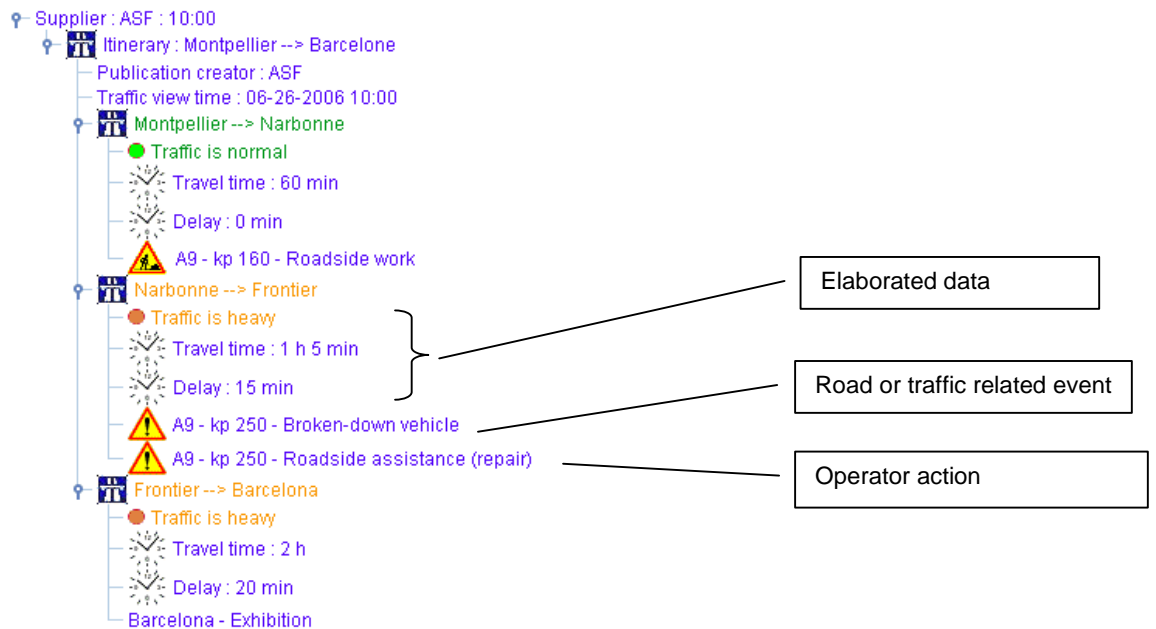 Supplier : ASF : 10:00
Itinerary : Montpellier --> Barcelone
Publication creator : ASF
Traffic view time : 06-26-2006 10:00
Montpellier --> Narbonne
Traffic is normal
Travel time : 60 min
Delay : 0 min
A9 - kp 160 - Roadside work
Narbonne --> Frontier
Traffic is heavy
Travel time : 1 h 5 min
Delay : 15 min
A9 - kp 250 - Broken-down vehicle
A9 - kp 250 - Roadside assistance (repair)
Frontier --> Barcelona
Traffic is heavy
Travel time : 2 h
Delay : 20 min
Barcelona - Exhibition
Elaborated data
Road or traffic related event
Operator action